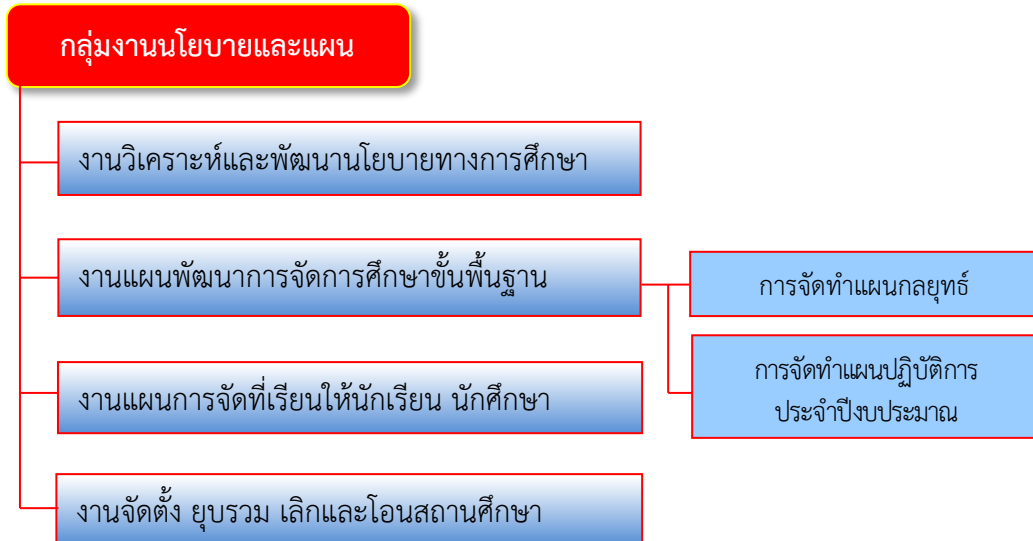 กลุ่มงานนโยบายและแผน
งานวิเคราะห์และพัฒนานโยบายทางการศึกษา
งานแผนพัฒนาการจัดการศึกษาขั้นพื้นฐาน
การจัดทำแผนกลยุทธ์
การจัดทำแผนปฏิบัติการ
ประจำปีงบประมาณ
งานแผนการจัดที่เรียนให้นักเรียน นักศึกษา
งานจัดตั้ง ยุบรวม เลิกและโอนสถานศึกษา